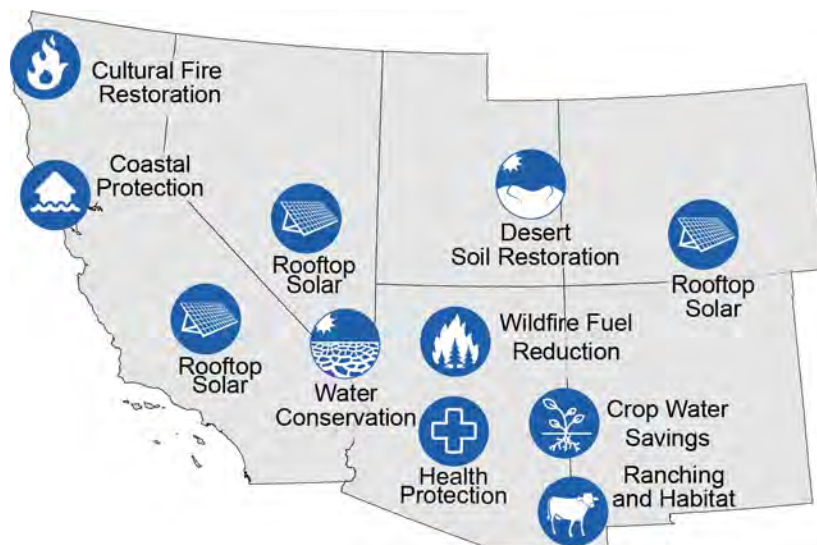 Cultural Fire
Restoration
Coastal
Protection
Rooftop
Solar
Desert
Soil Restoration
Rooftop
Solar
Rooftop
Solar
Wildfire Fuel
Reduction
Water
Conservation
Crop Water
Savings
Health
Protection
Ranching
and Habitat